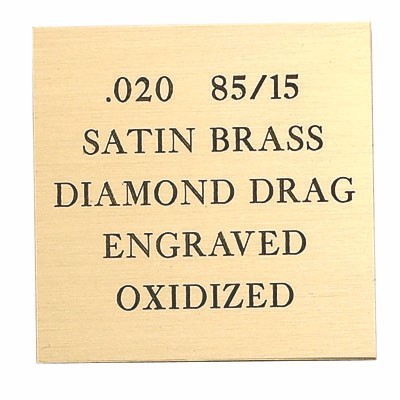 .020 85/15
SATIN BRASS
DIAMOND DRAG
ENGRAVED
OXIDIZED